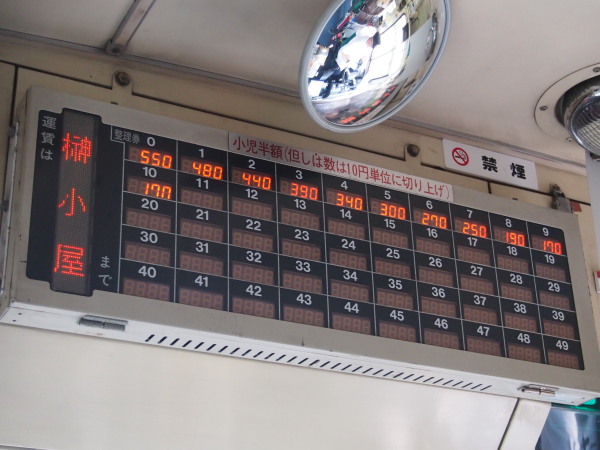 運賃は
榊小屋
まで
整理券
小児半額(但しは数は10円単位に切り上げ)
禁煙
0 1 2 3 4 5 6 7 8 9
550 480 440 390 340 300 270 250 190 190
10 11 12 13 14 15 16 17 18 19
170
20 21 22 23 24 25 26 27 28 29
30 31 32 33 34 35 36 37 38 39
40 41 42 43 44 45 46 47 48 49